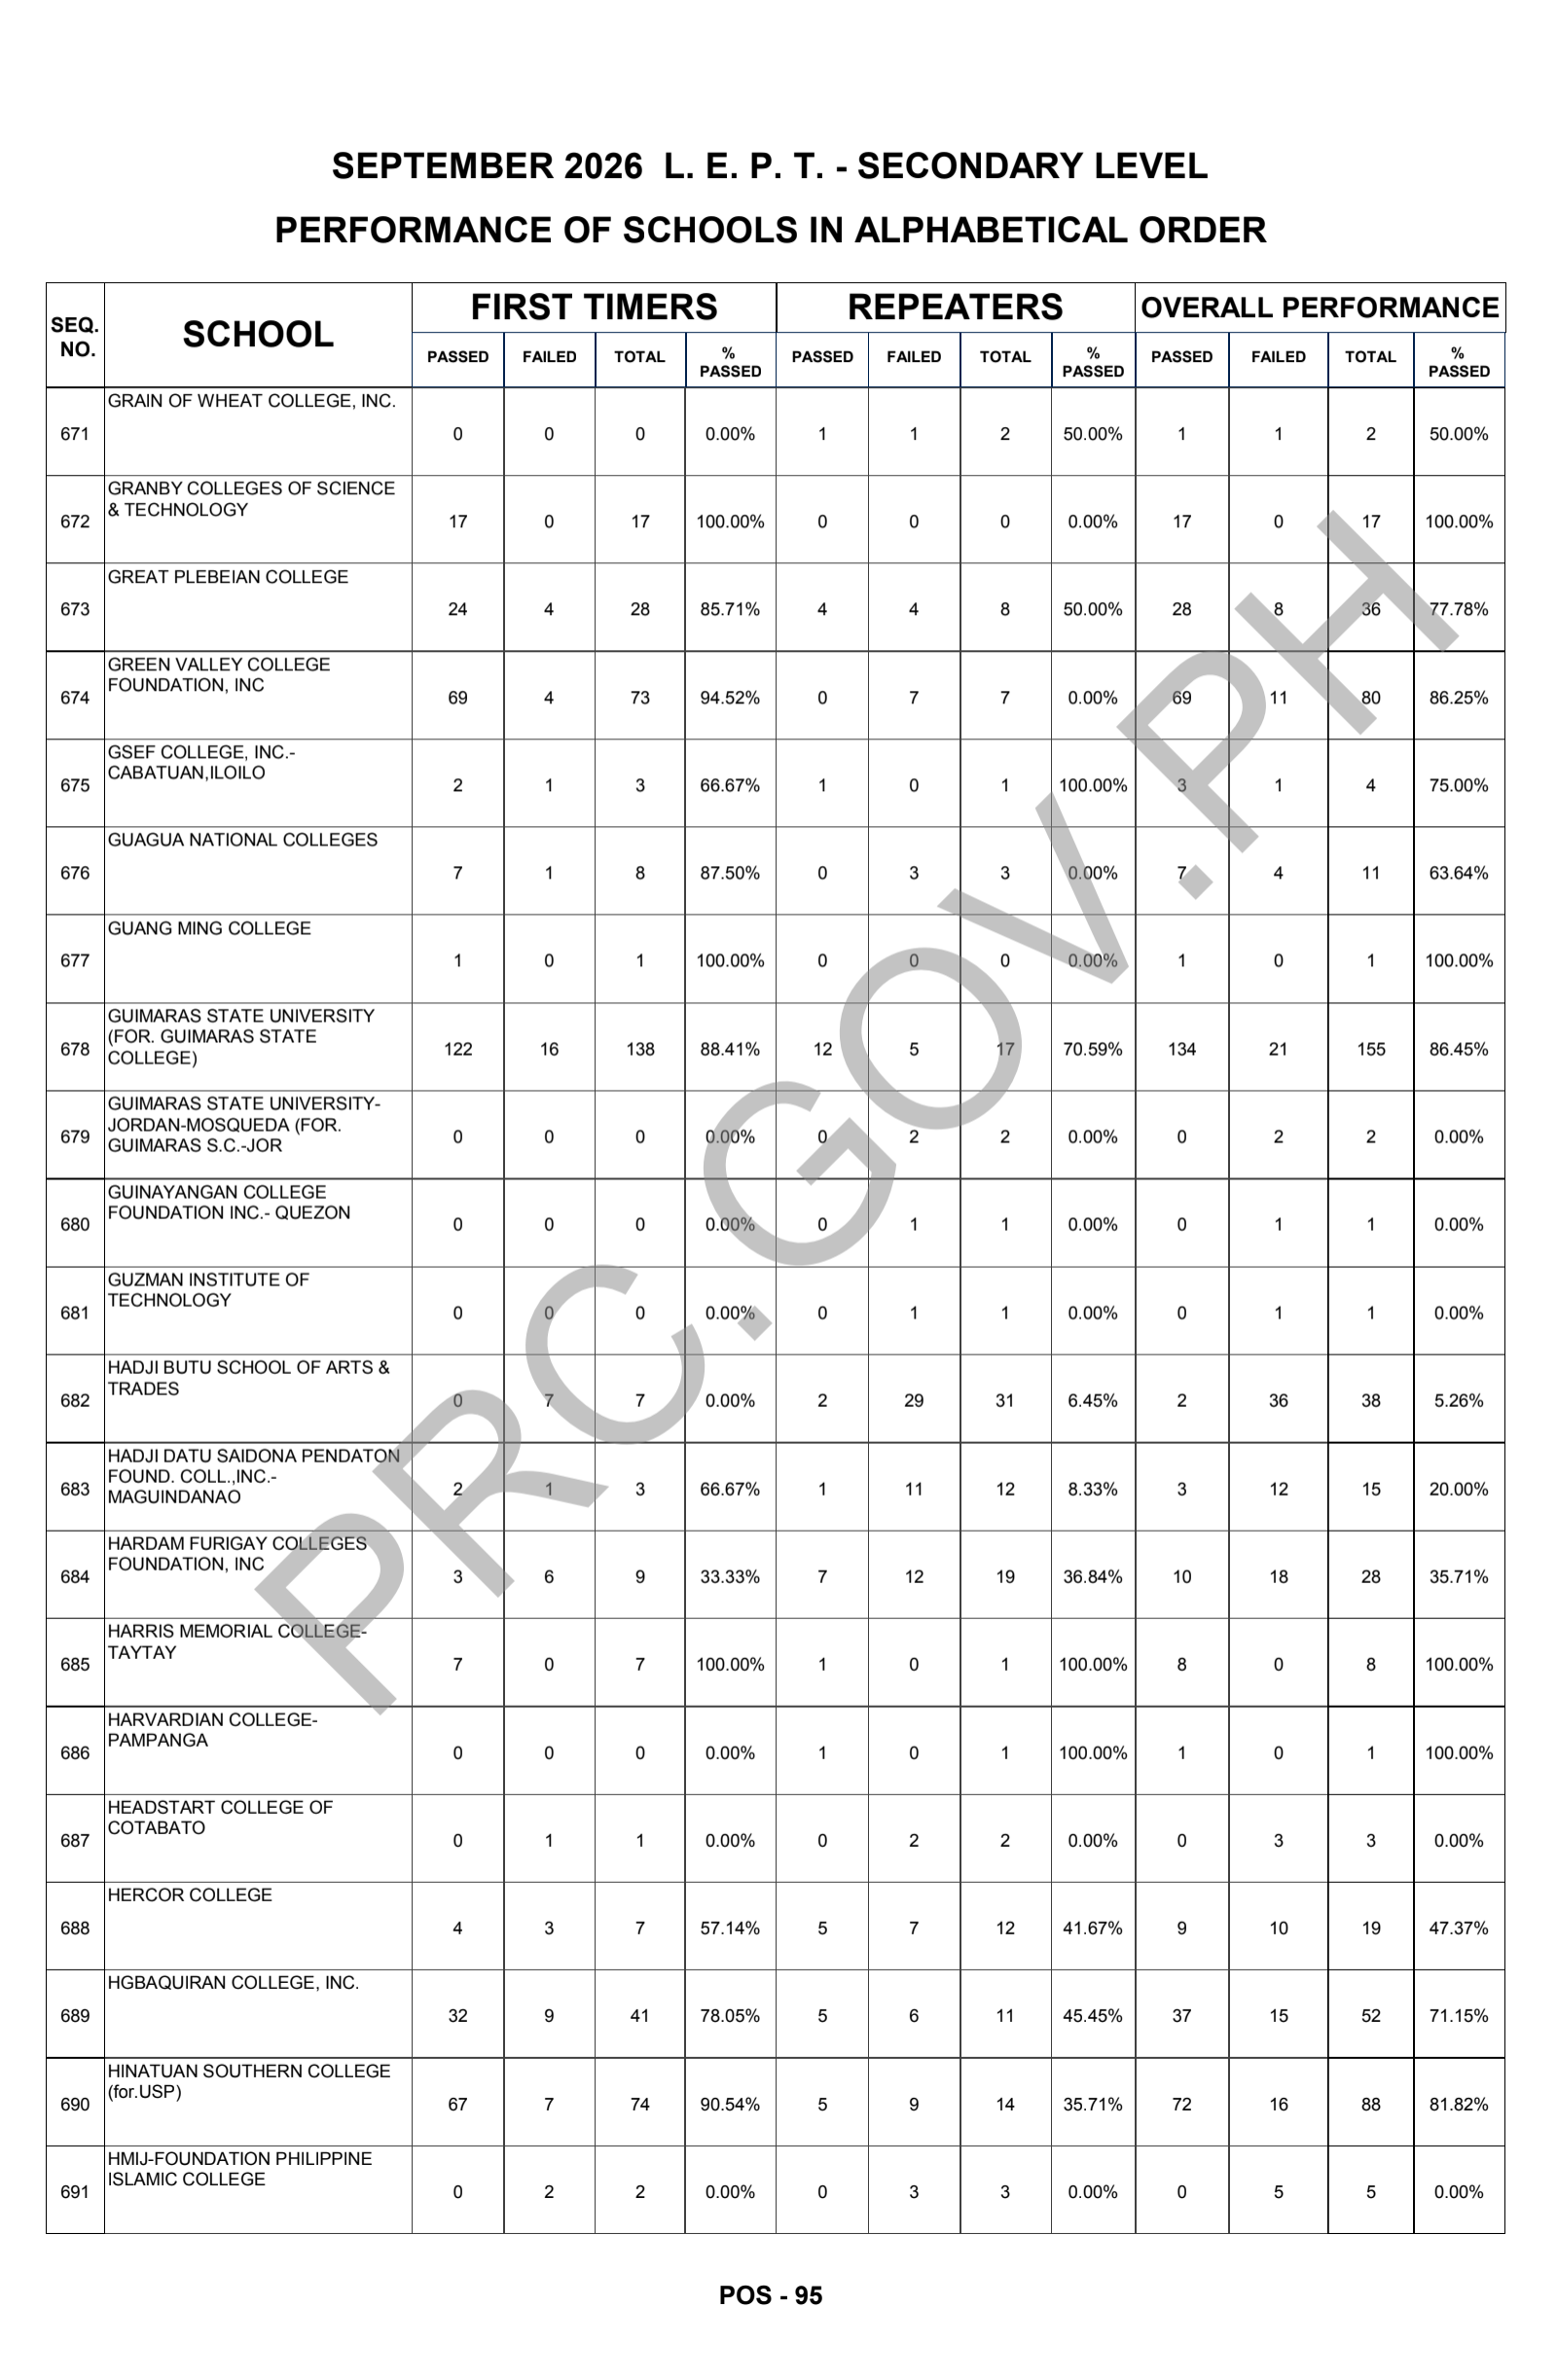 SEPTEMBER 2026 L. E. P. T. - SECONDARY LEVEL
PERFORMANCE OF SCHOOLS IN ALPHABETICAL ORDER
SEQ. NO. SCHOOL FIRST TIMERS REPEATERS OVERALL PERFORMANCE
PASSED FAILED TOTAL % PASSED PASSED FAILED TOTAL % PASSED PASSED FAILED TOTAL % PASSED
GRAIN OF WHEAT COLLEGE, INC.
671 0 0 0 0.00% 1 1 2 50.00% 1 1 2 50.00%
GRANBY COLLEGES OF SCIENCE
& TECHNOLOGY
672 17 0 17 100.00% 0 0 0 0.00% 17 0 17 100.00%
GREAT PLEBEIAN COLLEGE
673 24 4 28 85.71% 4 4 8 50.00% 28 8 36 77.78%
GREEN VALLEY COLLEGE
FOUNDATION, INC
674 69 4 73 94.52% 0 7 7 0.00% 69 11 80 86.25%
GSEF COLLEGE, INC.-
CABATUAN,ILOILO
675 2 1 3 66.67% 1 0 1 100.00% 3 1 4 75.00%
GUAGUA NATIONAL COLLEGES
676 7 1 8 87.50% 0 3 3 0.00% 7 4 11 63.64%
GUANG MING COLLEGE
677 1 0 1 100.00% 0 0 0 0.00% 1 0 1 100.00%
GUIMARAS STATE UNIVERSITY
(FOR. GUIMARAS STATE
COLLEGE)
678 122 16 138 88.41% 12 5 17 70.59% 134 21 155 86.45%
GUIMARAS STATE UNIVERSITY-
JORDAN-MOSQUEDA (FOR.
GUIMARAS S.C.-JOR
679 0 0 0 0.00% 0 2 2 0.00% 0 2 2 0.00%
GUINAYANGAN COLLEGE
FOUNDATION INC.- QUEZON
680 0 0 0 0.00% 0 1 1 0.00% 0 1 1 0.00%
GUZMAN INSTITUTE OF
TECHNOLOGY
681 0 0 0 0.00% 0 1 1 0.00% 0 1 1 0.00%
HADJI BUTU SCHOOL OF ARTS &
TRADES
682 0 7 7 0.00% 2 29 31 6.45% 2 36 38 5.26%
HADJI DATU SAIDONA PENDATON
FOUND. COLL.,INC.-
MAGUINDANAO
683 2 1 3 66.67% 1 11 12 8.33% 3 12 15 20.00%
HARDAM FURIGAY COLLEGES
FOUNDATION, INC
684 3 6 9 33.33% 7 12 19 36.84% 10 18 28 35.71%
HARRIS MEMORIAL COLLEGE-
TAYTAY
685 7 0 7 100.00% 1 0 1 100.00% 8 0 8 100.00%
HARVARDIAN COLLEGE-
PAMPANGA
686 0 0 0 0.00% 1 0 1 100.00% 1 0 1 100.00%
HEADSTART COLLEGE OF
COTABATO
687 0 1 1 0.00% 0 2 2 0.00% 0 3 3 0.00%
HERCOR COLLEGE
688 4 3 7 57.14% 5 7 12 41.67% 9 10 19 47.37%
HGBAQUIRAN COLLEGE, INC.
689 32 9 41 78.05% 5 6 11 45.45% 37 15 52 71.15%
HINATUAN SOUTHERN COLLEGE
(for.USP)
690 67 7 74 90.54% 5 9 14 35.71% 72 16 88 81.82%
HMIJ-FOUNDATION PHILIPPINE
ISLAMIC COLLEGE
691 0 2 2 0.00% 0 3 3 0.00% 0 5 5 0.00%
PRC.GOV.PH
POS - 95